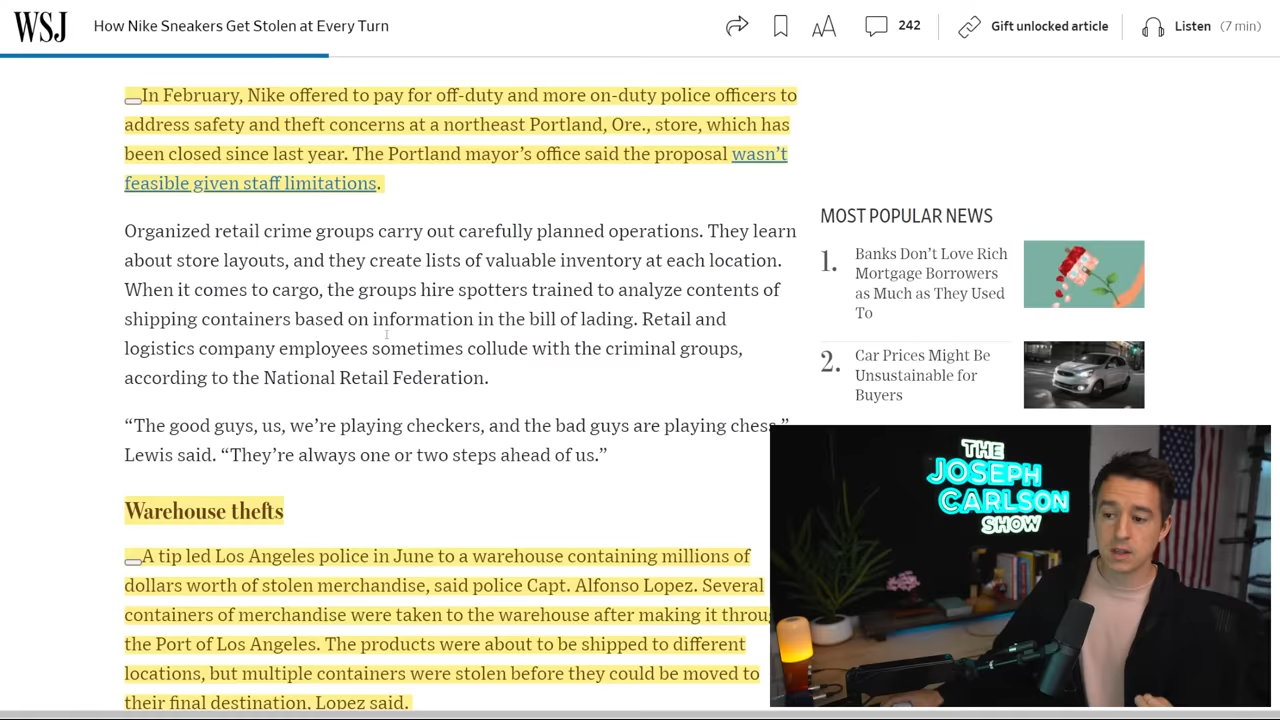 WSJ How Nike Sneakers Get Stolen at Every Turn 242 Gift unlocked article Listen (7 min)
In February, Nike offered to pay for off-duty and more on-duty police officers to
address safety and theft concerns at a northeast Portland, Ore., store, which has
been closed since last year. The Portland mayor’s office said the proposal wasn’t
feasible given staff limitations.
Organized retail crime groups carry out carefully planned operations. They learn
about store layouts, and they create lists of valuable inventory at each location.
When it comes to cargo, the groups hire spotters trained to analyze contents of
shipping containers based on information in the bill of lading. Retail and
logistics company employees sometimes collude with the criminal groups,
according to the National Retail Federation.
“The good guys, us, we’re playing checkers, and the bad guys are playing chess,”
Lewis said. “They’re always one or two steps ahead of us.”
Warehouse thefts
A tip led Los Angeles police in June to a warehouse containing millions of
dollars worth of stolen merchandise, said police Capt. Alfonso Lopez. Several
containers of merchandise were taken to the warehouse after making it throu
the Port of Los Angeles. The products were about to be shipped to different
locations, but multiple containers were stolen before they could be moved to
their final destination, Lopez said.
MOST POPULAR NEWS
1. Banks Don’t Love Rich
Mortgage Borrowers
as Much as They Used
To
2. Car Prices Might Be
Unsustainable for
Buyers
THE
JOSEPH
CARLSON
SHOW